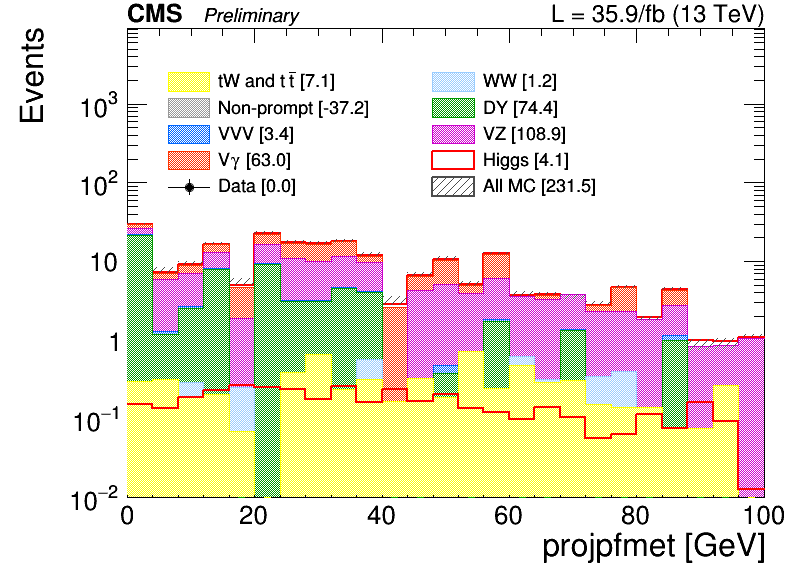 CMS Preliminary L = 35.9/fb (13 TeV)
Events
tW and t t̅ [7.1]
WW [1.2]
Non-prompt [-37.2]
DY [74.4]
VVV [3.4]
VZ [108.9]
Vγ [63.0]
Higgs [4.1]
Data [0.0]
All MC [231.5]
10³
10²
10
1
10⁻¹
10⁻²
0 20 40 60 80 100
projpfmet [GeV]